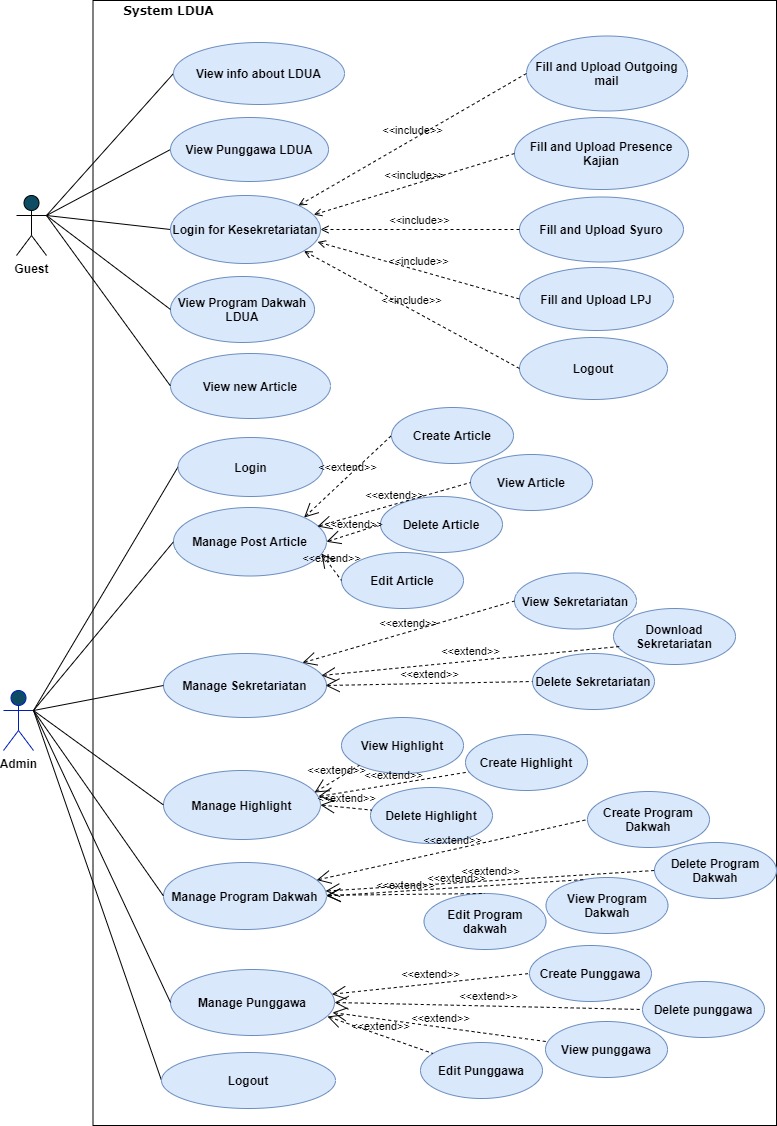 System LDUA
View info about LDUA
Fill and Upload Outgoing
mail
<<include>>
View Punggawa LDUA
Fill and Upload Presence
Kajian
<<include>>
Login for Kesekretariatan
<<include>>
Fill and Upload Syuro
Guest
<<include>>
View Program Dakwah
LDUA
<<include>>
Fill and Upload LPJ
Logout
View new Article
Create Article
Login
<<extend>>
View Article
<<extend>>
<<extend>>
Delete Article
Manage Post Article
<<extend>>
Edit Article
View Sekretariatan
<<extend>>
Download
Sekretariatan
<<extend>>
<<extend>>
Delete Sekretariatan
Manage Sekretariatan
Admin
View Highlight
<<extend>>
<<extend>>
Create Highlight
<<extend>>
Manage Highlight
Delete Highlight
Create Program
Dakwah
<<extend>>
Delete Program
Dakwah
<<extend>>
<<extend>>
<<extend>>
Manage Program Dakwah
View Program
Dakwah
Edit Program
dakwah
Create Punggawa
<<extend>>
<<extend>>
Manage Punggawa
Delete punggawa
<<extend>>
<<extend>>
View punggawa
Edit Punggawa
Logout